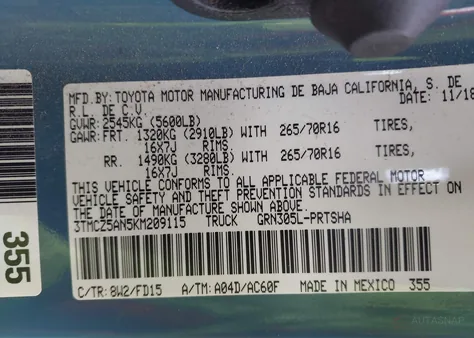 MFD.BY: TOYOTA MOTOR MANUFACTURING DE BAJA CALIFORNIA, S. DE
R.L. DE C.V. DATE: 11/18
GVWR: 2545KG (5600LB)
GAWR: FRT. 1320KG (2910LB) WITH 265/70R16 TIRES,
16X7J RIMS.
RR. 1490KG (3280LB) WITH 265/70R16 TIRES,
16X7J RIMS.
THIS VEHICLE CONFORMS TO ALL APPLICABLE FEDERAL MOTOR
VEHICLE SAFETY AND THEFT PREVENTION STANDARDS IN EFFECT ON
THE DATE OF MANUFACTURE SHOWN ABOVE.
3TMCZ5AN5KM209115 TRUCK GRN305L-PRTSHA
C/TR: 8W2/FD15 A/TM: A04D/AC60F MADE IN MEXICO 355
355
AUTASNAP